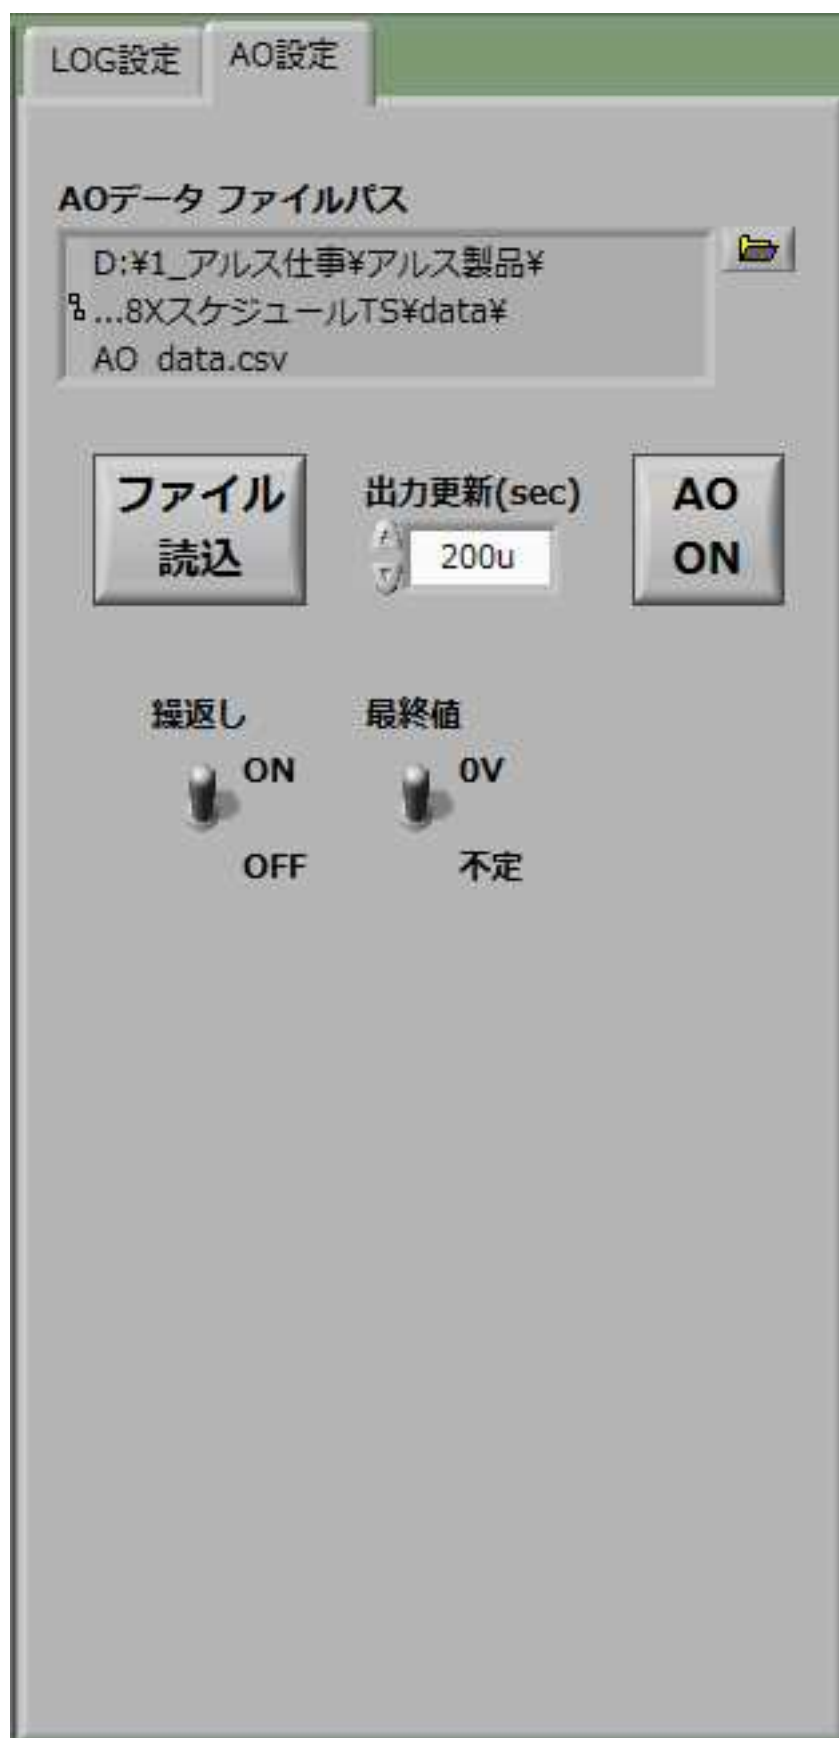 LOG設定
AO設定
AOデータ ファイルパス
D:¥1_アルス仕事¥アルス製品¥
...8XスケジュールTS¥data¥
AO_data.csv
ファイル
読込
出力更新(sec)
200u
AO
ON
繰返し
ON
OFF
最終値
0V
不定